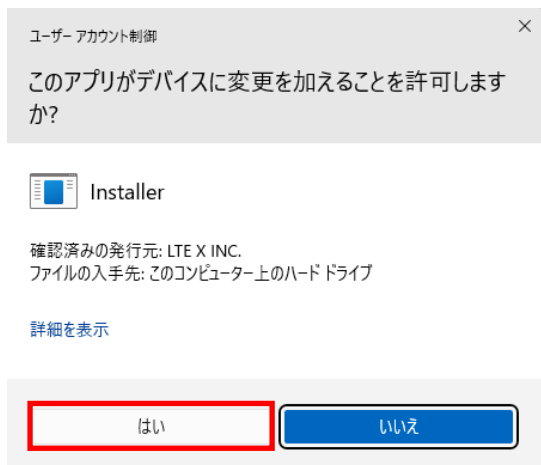 ユーザー アカウント制御
このアプリがデバイスに変更を加えることを許可します
か?
Installer
確認済みの発行元: LTE X INC.
ファイルの入手先: このコンピューター上のハード ドライブ
詳細を表示
はい
いいえ